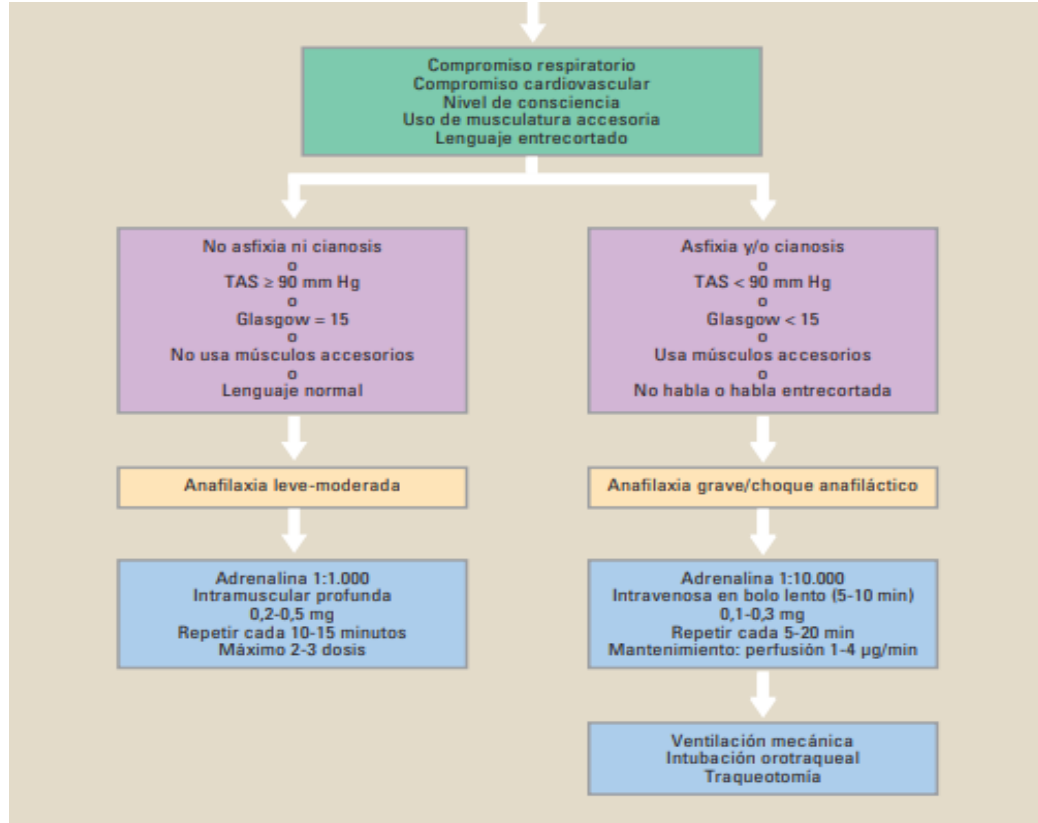 Compromiso respiratorio
Compromiso cardiovascular
Nivel de consciencia
Uso de musculatura accesoria
Lenguaje entrecortado
No asfixia ni cianosis
o
TAS ≥ 90 mm Hg
o
Glasgow = 15
o
No usa músculos accesorios
o
Lenguaje normal
Asfixia y/o cianosis
o
TAS < 90 mm Hg
o
Glasgow < 15
o
Usa músculos accesorios
o
No habla o habla entrecortada
Anafilaxia leve-moderada
Anafilaxia grave/choque anafiláctico
Adrenalina 1:1.000
Intramuscular profunda
0,2-0,5 mg
Repetir cada 10-15 minutos
Máximo 2-3 dosis
Adrenalina 1:10.000
Intravenosa en bolo lento (5-10 min)
0,1-0,3 mg
Repetir cada 5-20 min
Mantenimiento: perfusión 1-4 µg/min
Ventilación mecánica
Intubación orotraqueal
Traqueotomía